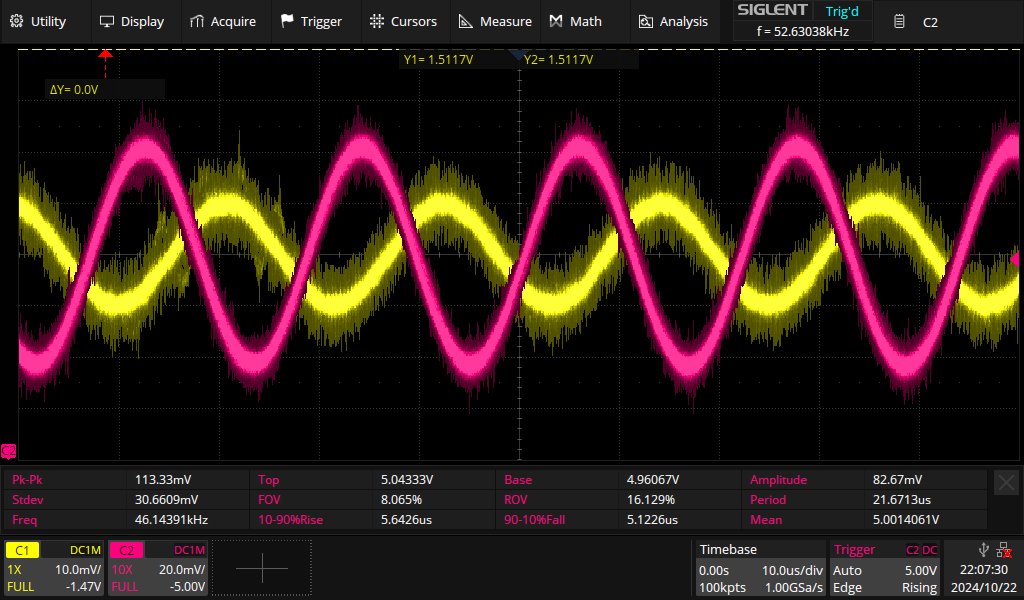 Utility Display Acquire Trigger Cursors Measure Math Analysis SIGLENT Trig'd C2
f = 52.63038kHz
Y1= 1.5117V Y2= 1.5117V
ΔY= 0.0V
C2
Pk-Pk 113.33mV Top 5.04333V Base 4.96067V Amplitude 82.67mV
Stdev 30.6609mV FOV 8.065% ROV 16.129% Period 21.6713us
Freq 46.14391kHz 10-90%Rise 5.6426us 90-10%Fall 5.1226us Mean 5.0014061V
C1 DC1M C2 DC1M Timebase Trigger C2 DC
1X 10.0mV/ 10X 20.0mV/ 0.00s 10.0us/div Auto 5.00V 22:07:30
FULL -1.47V FULL -5.00V 100kpts 1.00GSa/s Edge Rising 2024/10/22